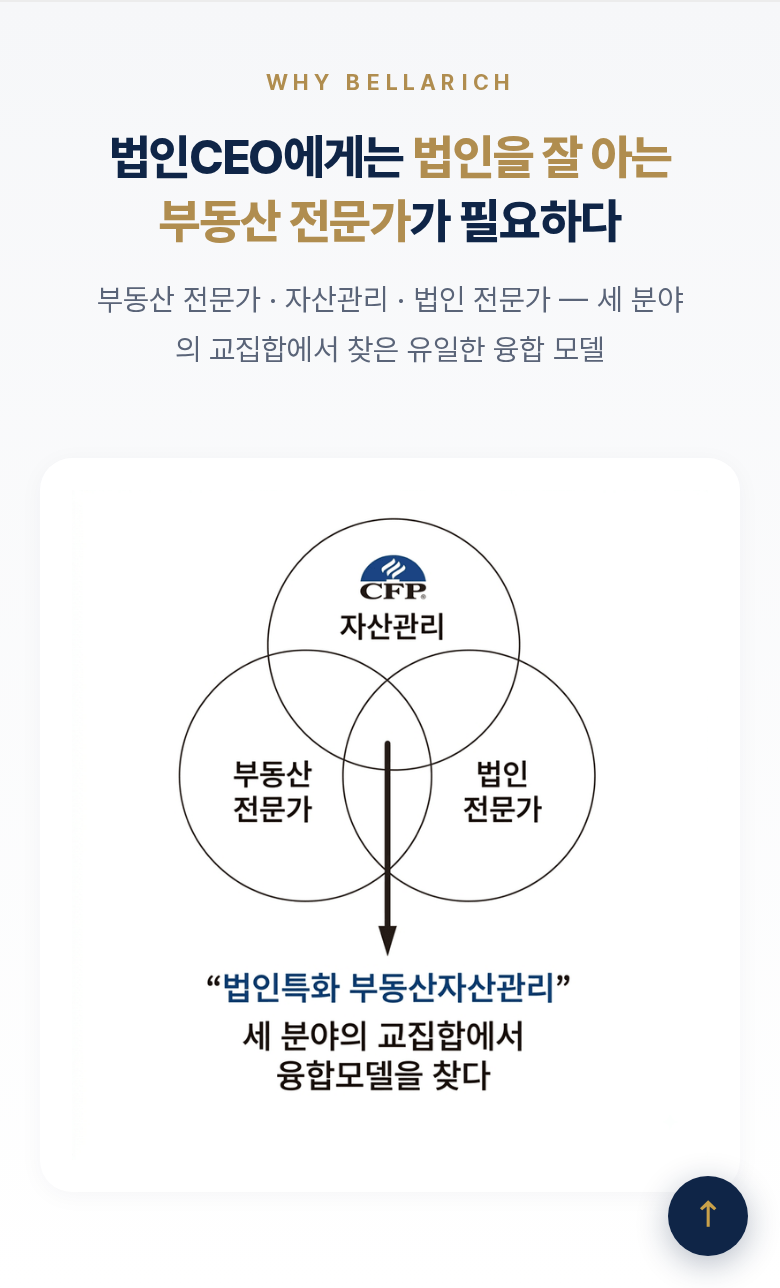 WHY BELLARICH
법인CEO에게는 법인을 잘 아는
부동산 전문가가 필요하다
부동산 전문가 · 자산관리 · 법인 전문가 — 세 분야
의 교집합에서 찾은 유일한 융합 모델
CFP®
자산관리
부동산
전문가
법인
전문가
“법인특화 부동산자산관리”
세 분야의 교집합에서
융합모델을 찾다
↑